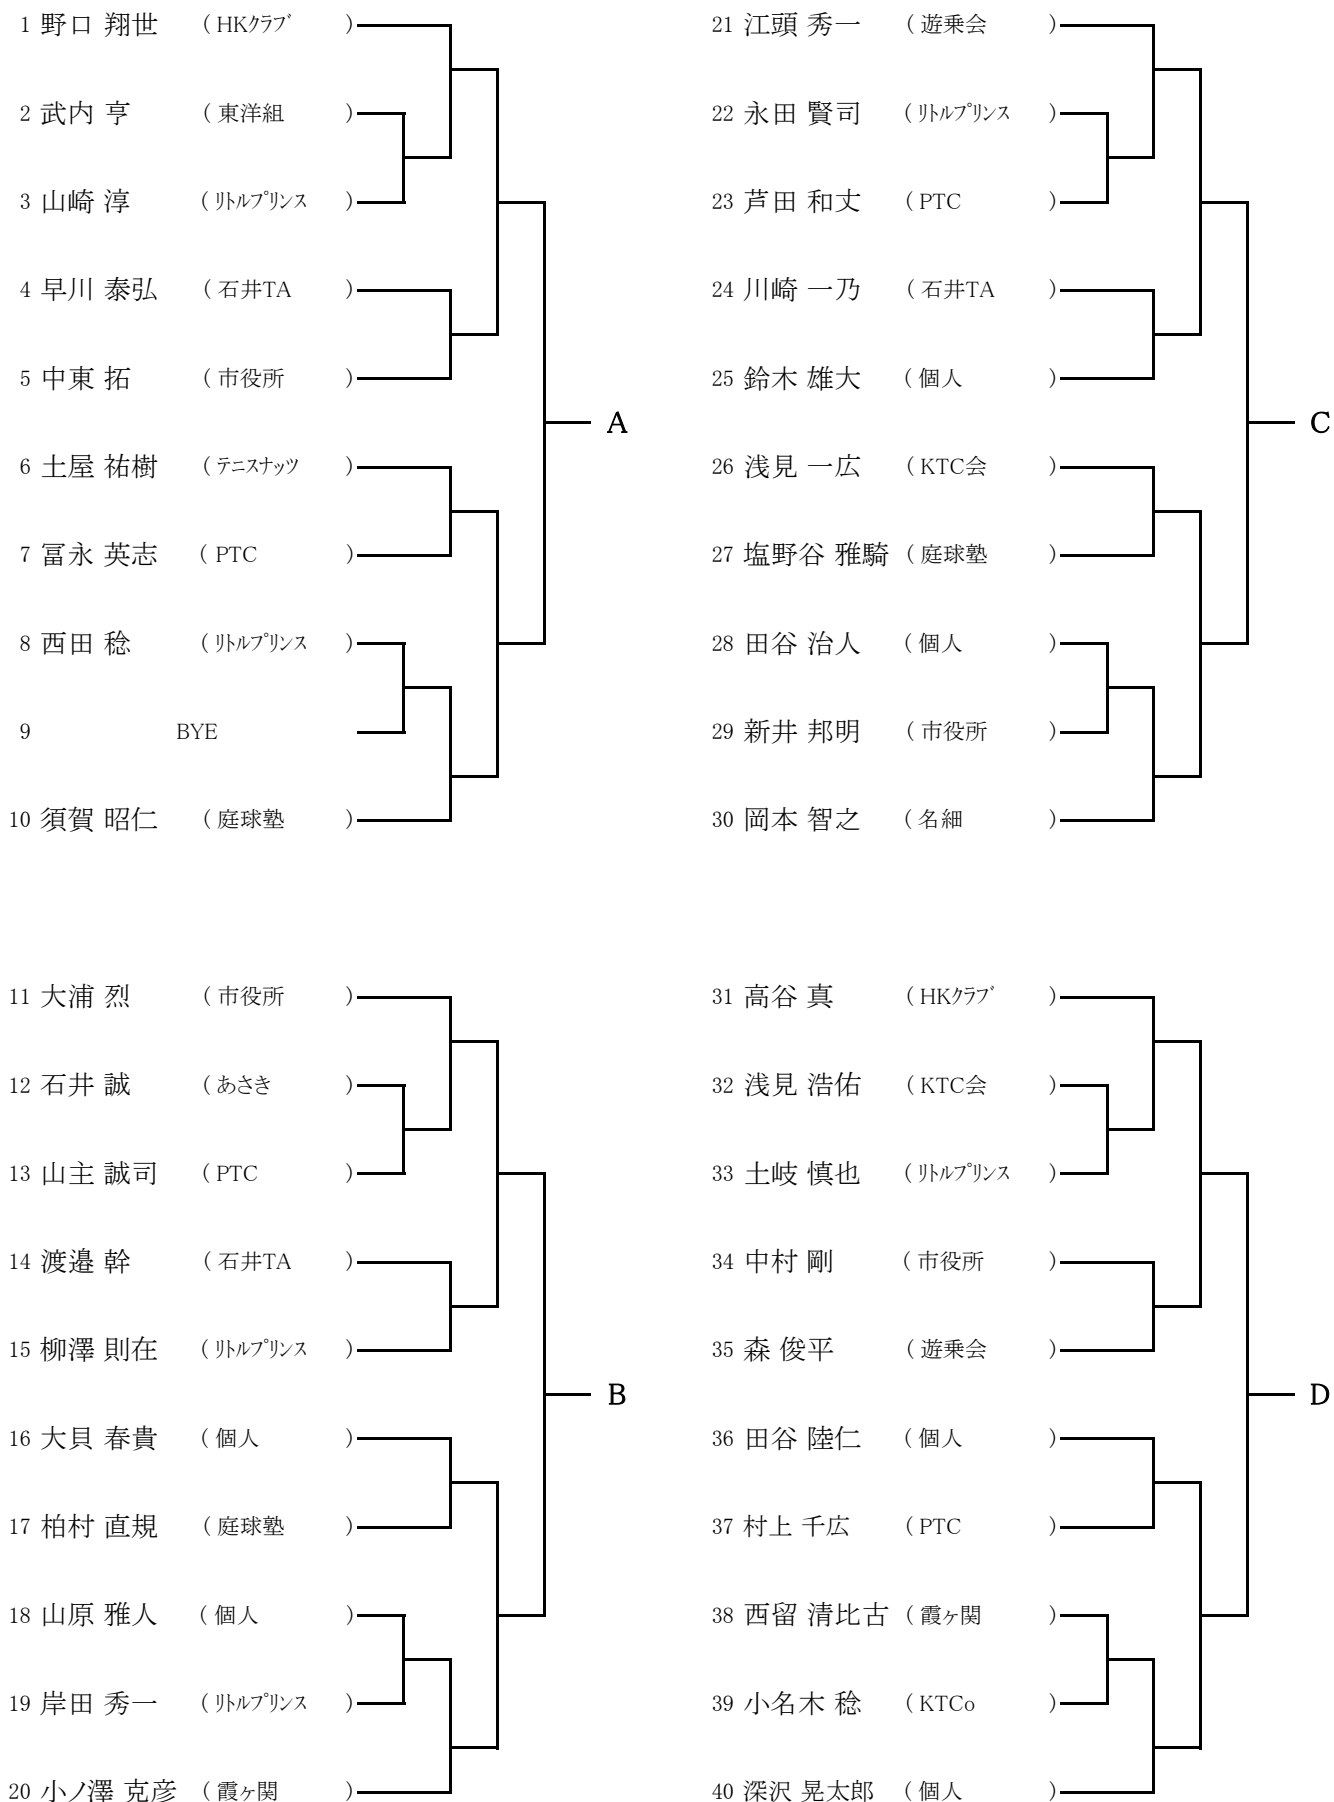 1 野口 翔世 ( HKｸﾗﾌﾞ )
2 武内 亨 ( 東洋組 )
3 山崎 淳 ( ﾘﾄﾙﾌﾟﾘﾝｽ )
4 早川 泰弘 ( 石井TA )
5 中東 拓 ( 市役所 )
A
6 土屋 祐樹 ( ﾃﾆｽﾅｯﾂ )
7 冨永 英志 ( PTC )
8 西田 稔 ( ﾘﾄﾙﾌﾟﾘﾝｽ )
9 BYE
10 須賀 昭仁 ( 庭球塾 )
11 大浦 烈 ( 市役所 )
12 石井 誠 ( あさき )
13 山主 誠司 ( PTC )
14 渡邉 幹 ( 石井TA )
15 柳澤 則在 ( ﾘﾄﾙﾌﾟﾘﾝｽ )
B
16 大貝 春貴 ( 個人 )
17 柏村 直規 ( 庭球塾 )
18 山原 雅人 ( 個人 )
19 岸田 秀一 ( ﾘﾄﾙﾌﾟﾘﾝｽ )
20 小ノ澤 克彦 ( 霞ヶ関 )
21 江頭 秀一 ( 遊乗会 )
22 永田 賢司 ( ﾘﾄﾙﾌﾟﾘﾝｽ )
23 芦田 和丈 ( PTC )
24 川崎 一乃 ( 石井TA )
25 鈴木 雄大 ( 個人 )
C
26 浅見 一広 ( KTC会 )
27 塩野谷 雅騎 ( 庭球塾 )
28 田谷 治人 ( 個人 )
29 新井 邦明 ( 市役所 )
30 岡本 智之 ( 名細 )
31 高谷 真 ( HKｸﾗﾌﾞ )
32 浅見 浩佑 ( KTC会 )
33 土岐 慎也 ( ﾘﾄﾙﾌﾟﾘﾝｽ )
34 中村 剛 ( 市役所 )
35 森 俊平 ( 遊乗会 )
D
36 田谷 陸仁 ( 個人 )
37 村上 千広 ( PTC )
38 西留 清比古 ( 霞ヶ関 )
39 小名木 稔 ( KTCo )
40 深沢 晃太郎 ( 個人 )